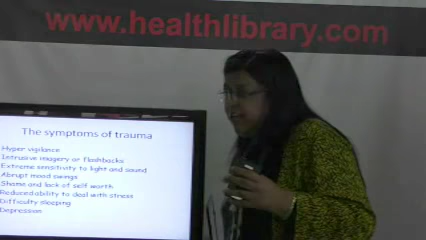 www.healthlibrary.com
The symptoms of trauma
Hyper vigilance
Intrusive imagery or flashbacks
Extreme sensitivity to light and sound
Abrupt mood swings
Shame and lack of self worth
Reduced ability to deal with stress
Difficulty sleeping
Depression